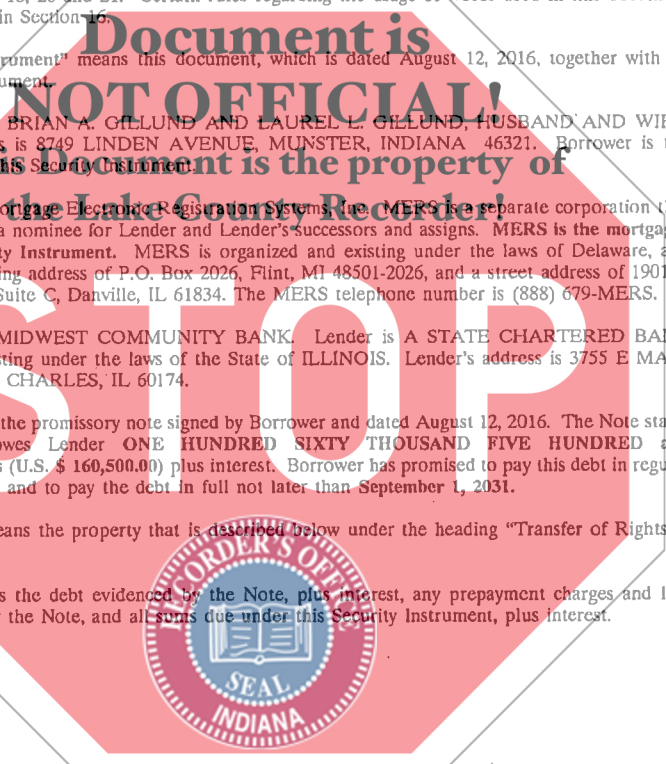 in Section 16.
Document is
rument" means this document, which is dated August 12, 2016, together with
ument.
NOT OFFICIAL!
BRIAN A. GILLUND AND LAUREL L. GILLUND, HUSBAND AND WIF
s is 8749 LINDEN AVENUE, MUNSTER, INDIANA 46321. Borrower is t
his Security Instrument.
is Document is the property of
the Lake County Recorder!
ortgage Electronic Registration Systems, Inc. MERS is a separate corporation t
a nominee for Lender and Lender's successors and assigns. MERS is the mortgag
ty Instrument. MERS is organized and existing under the laws of Delaware, a
ing address of P.O. Box 2026, Flint, MI 48501-2026, and a street address of 1901
Suite C, Danville, IL 61834. The MERS telephone number is (888) 679-MERS.
STOP
MIDWEST COMMUNITY BANK. Lender is A STATE CHARTERED BAN
sting under the laws of the State of ILLINOIS. Lender's address is 3755 E MA
CHARLES, IL 60174.
the promissory note signed by Borrower and dated August 12, 2016. The Note sta
owes Lender ONE HUNDRED SIXTY THOUSAND FIVE HUNDRED a
s (U.S. $ 160,500.00) plus interest. Borrower has promised to pay this debt in regu
and to pay the debt in full not later than September 1, 2031.
eans the property that is described below under the heading "Transfer of Rights
s the debt evidenced by the Note, plus interest, any prepayment charges and l
r the Note, and all sums due under this Security Instrument, plus interest.
RECORDER'S OFFICE
SEAL
INDIANA